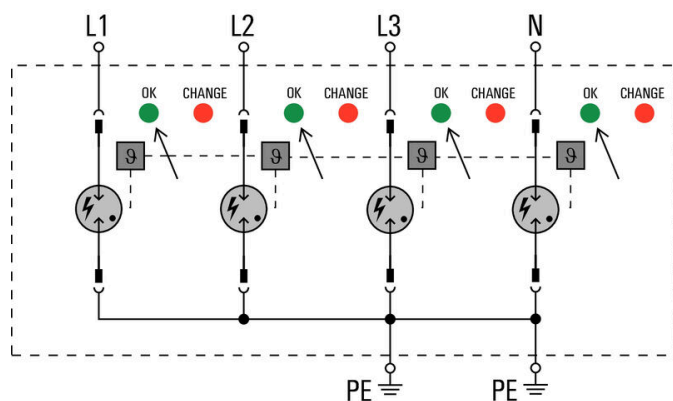 L1 L2 L3 N
OK CHANGE OK CHANGE OK CHANGE OK CHANGE
ϑ ϑ ϑ ϑ
PE PE